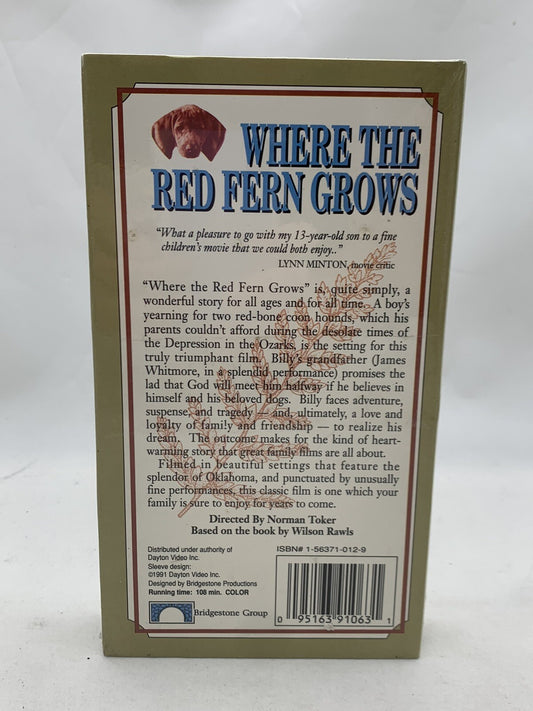 WHERE THE
RED FERN GROWS
“What a pleasure to go with my 13-year-old son to a fine
children's movie that we could both enjoy..”
LYNN MINTON, movie critic
“Where the Red Fern Grows” is, quite simply, a
wonderful story for all ages and for all time. A boy's
yearning for two red-bone coon hounds, which his
parents couldn't afford during the desolate times of
the Depression in the Ozarks, is the setting for this
truly triumphant film. Billy's grandfather (James
Whitmore, in a splendid performance) promises the
lad that God will meet him halfway if he believes in
himself and his beloved dogs. Billy faces adventure,
suspense, and tragedy — and, ultimately, a love and
loyalty of family and friendship — to realize his
dream. The outcome makes for the kind of heart-
warming story that great family films are all about.
Filmed in beautiful settings that feature the
splendor of Oklahoma, and punctuated by unusually
fine performances, this classic film is one which your
family is sure to enjoy for years to come.
Directed By Norman Toker
Based on the book by Wilson Rawls
Distributed under authority of
Dayton Video Inc.
Sleeve design:
©1991 Dayton Video Inc.
Designed by Bridgestone Productions
Running time: 108 min. COLOR
Bridgestone Group
ISBN# 1-56371-012-9
0 95163 91063 1